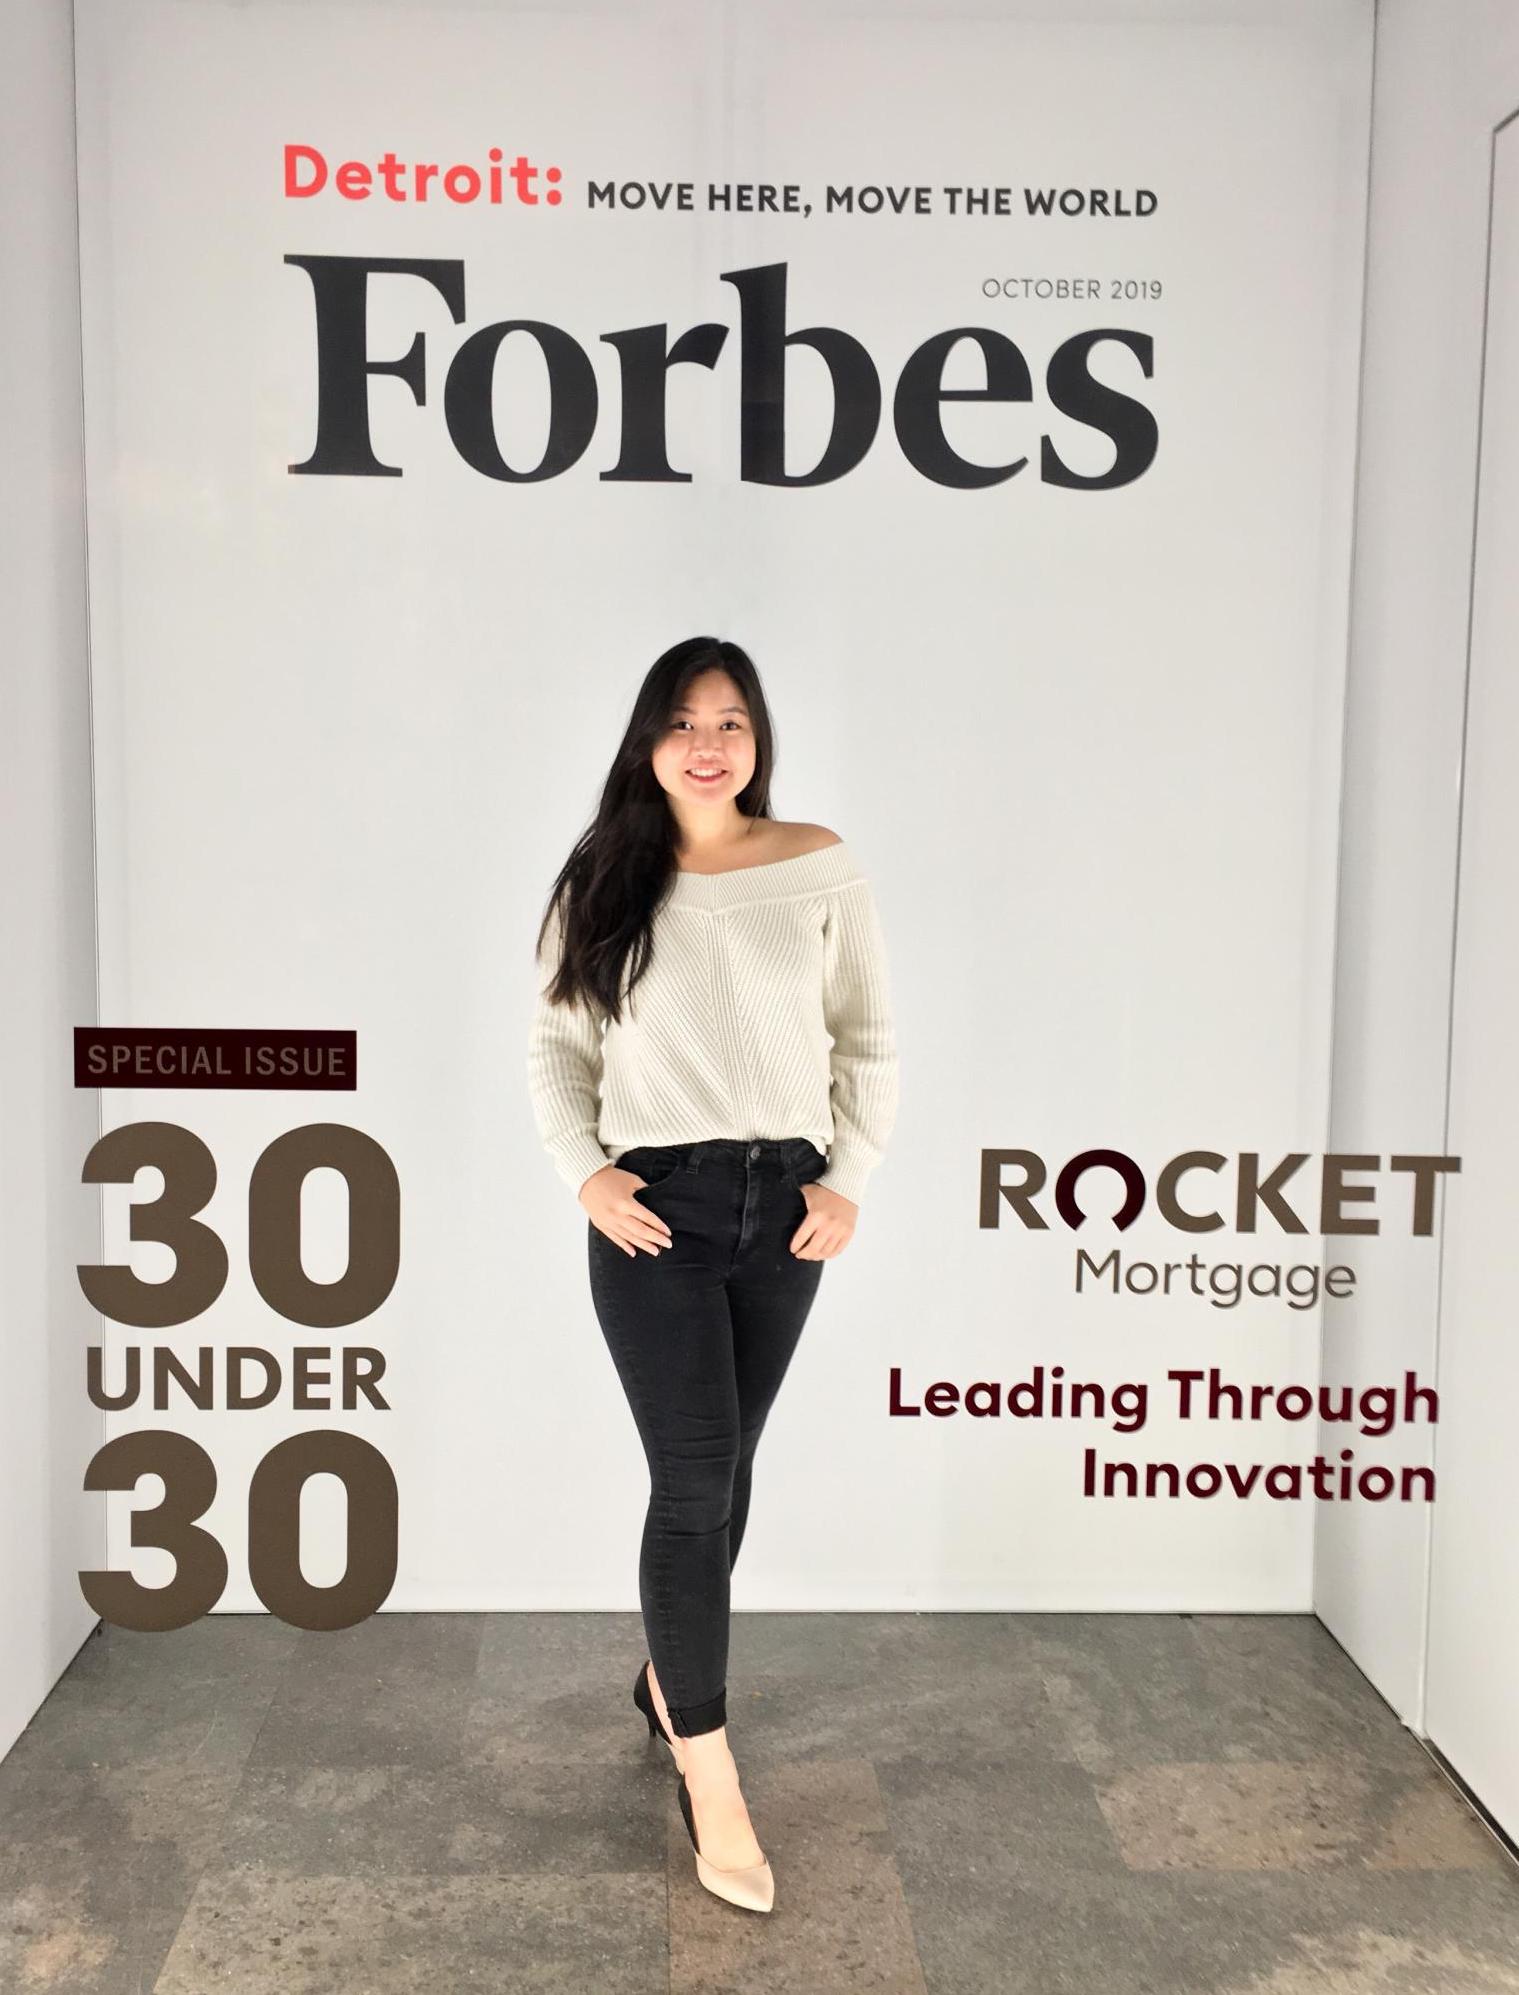 Detroit: MOVE HERE, MOVE THE WORLD
OCTOBER 2019
Forbes
SPECIAL ISSUE
30
UNDER
30
ROCKET
Mortgage
Leading Through
Innovation